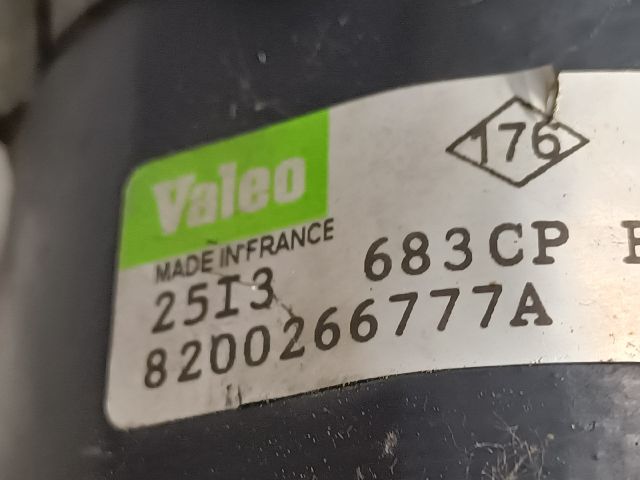 176
Valeo
MADE IN FRANCE
25I3 683CP
8200266777A